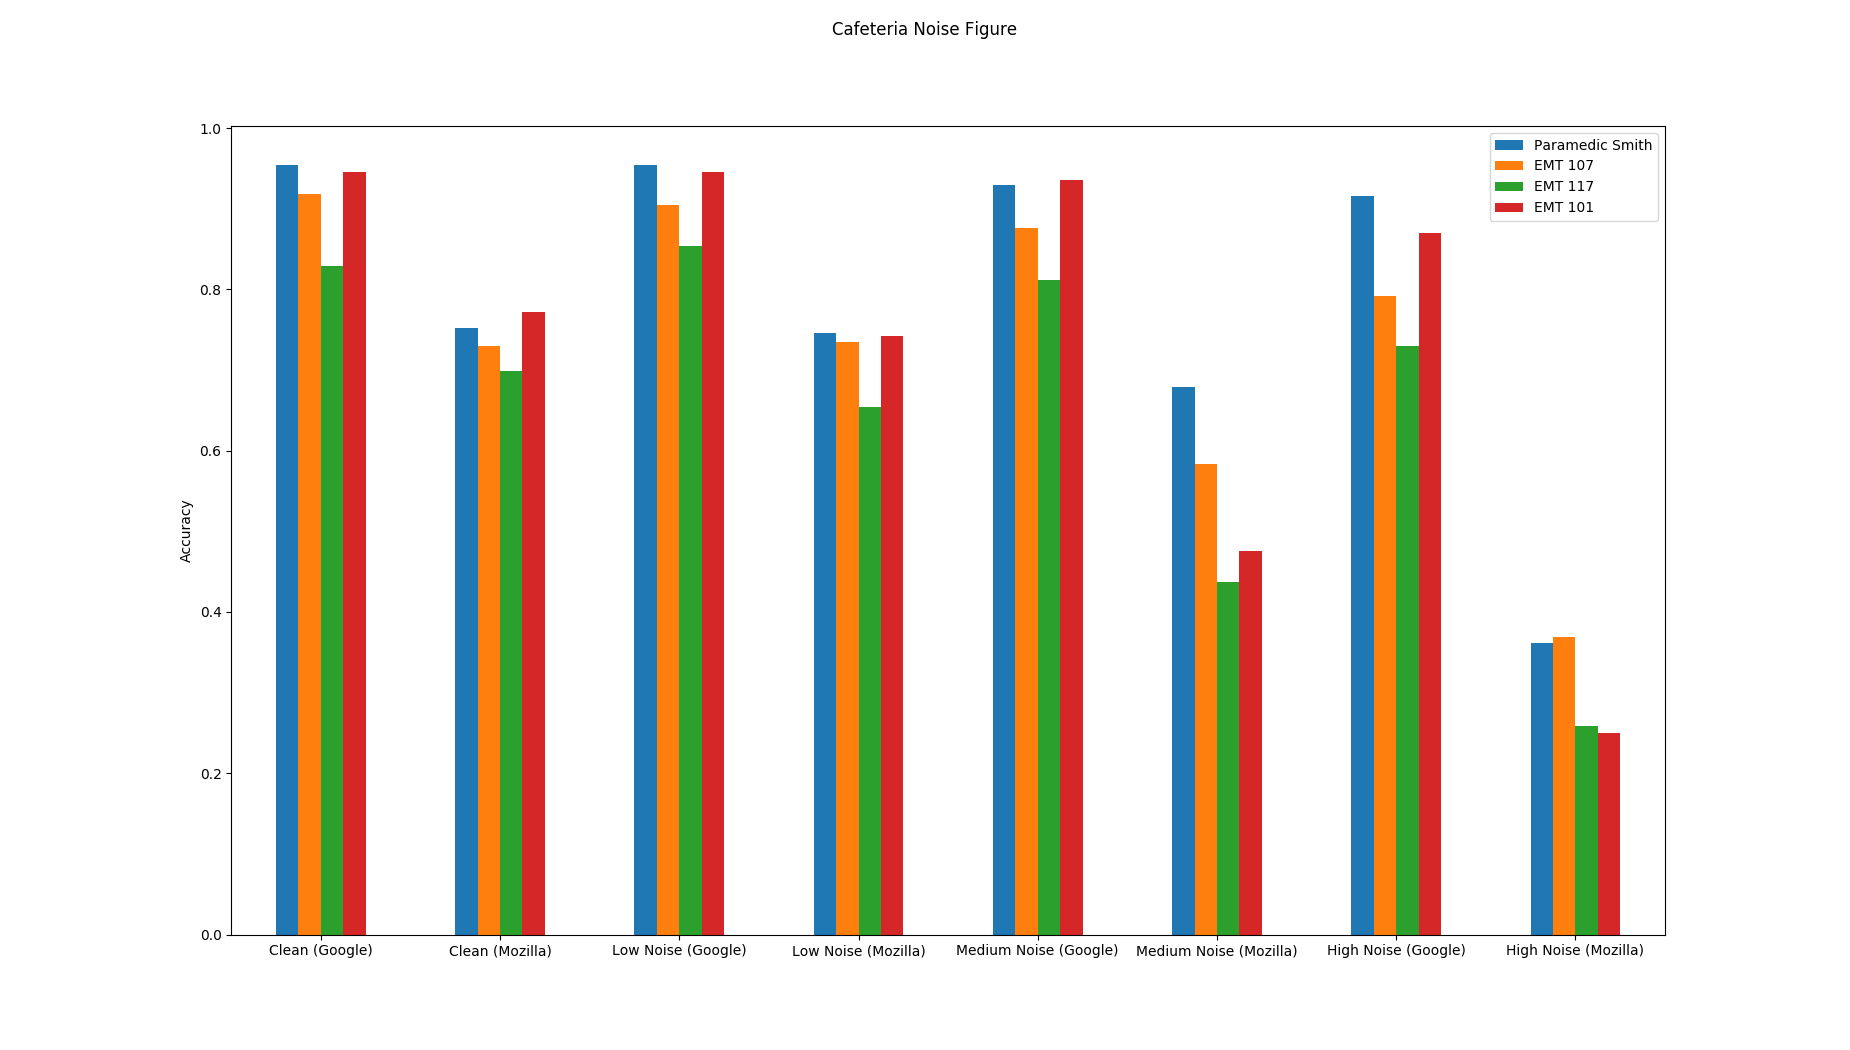 Cafeteria Noise Figure
1.0
0.8
0.6
0.4
0.2
0.0
Accuracy
Paramedic Smith
EMT 107
EMT 117
EMT 101
Clean (Google)
Clean (Mozilla)
Low Noise (Google)
Low Noise (Mozilla)
Medium Noise (Google)
Medium Noise (Mozilla)
High Noise (Google)
High Noise (Mozilla)